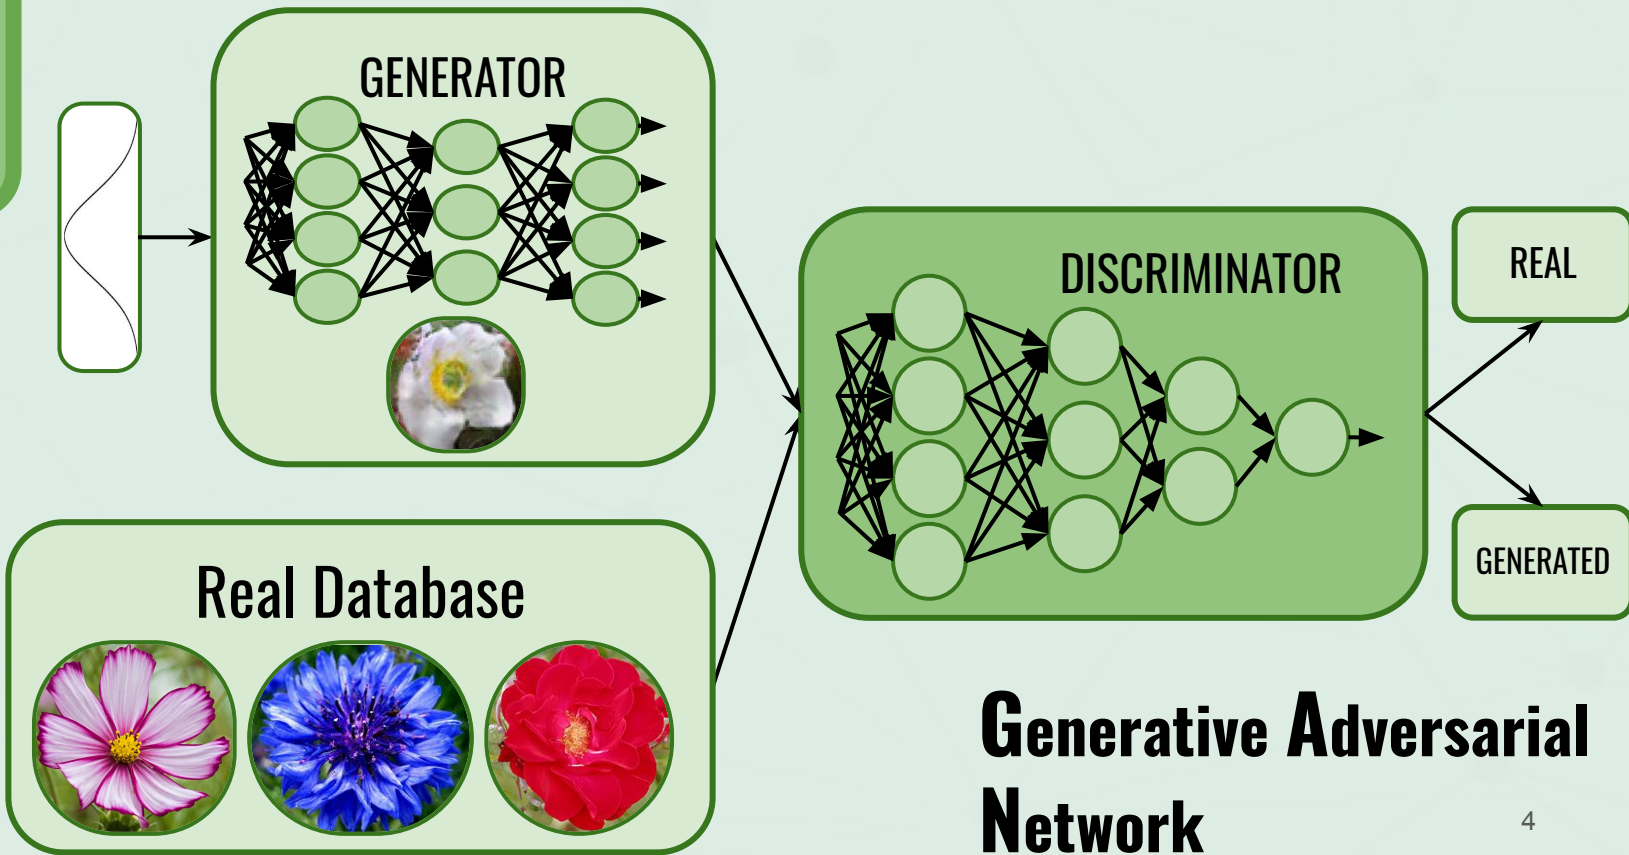 GENERATOR
DISCRIMINATOR
REAL
GENERATED
Real Database
Generative Adversarial
Network
4